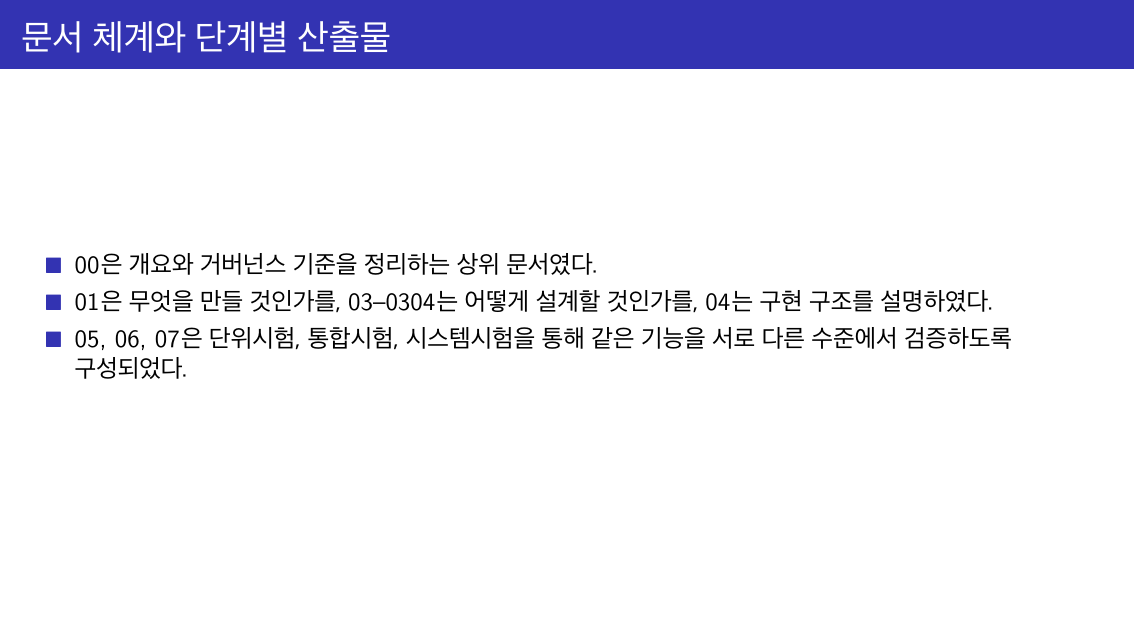 문서 체계와 단계별 산출물
00은 개요와 거버넌스 기준을 정리하는 상위 문서였다.
01은 무엇을 만들 것인가를, 03–0304는 어떻게 설계할 것인가를, 04는 구현 구조를 설명하였다.
05, 06, 07은 단위시험, 통합시험, 시스템시험을 통해 같은 기능을 서로 다른 수준에서 검증하도록
구성되었다.